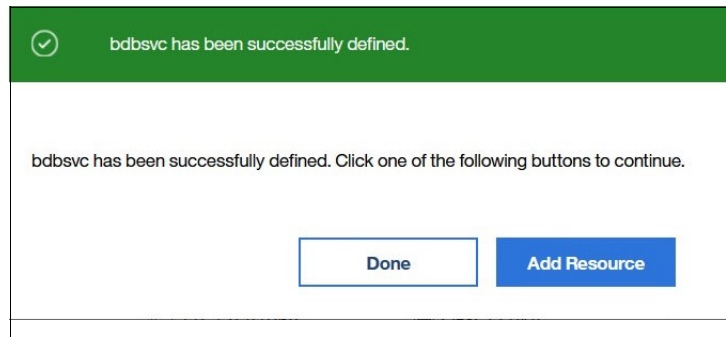 bdbsvc has been successfully defined.
bdbsvc has been successfully defined. Click one of the following buttons to continue.
Done
Add Resource